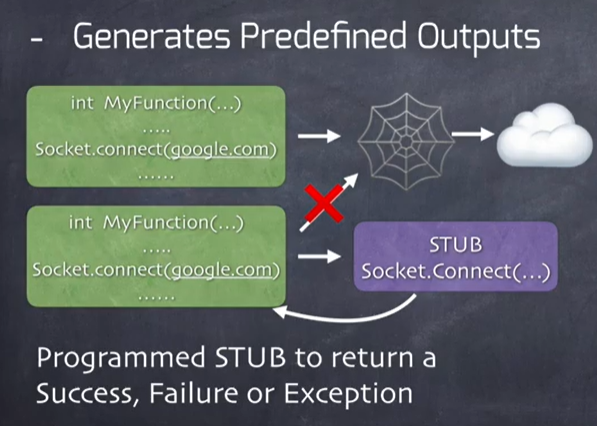 - Generates Predefined Outputs
int MyFunction(...)
.....
Socket.connect(google.com)
......
int MyFunction(...)
.....
Socket.connect(google.com)
......
STUB
Socket.Connect(...)
Programmed STUB to return a
Success, Failure or Exception